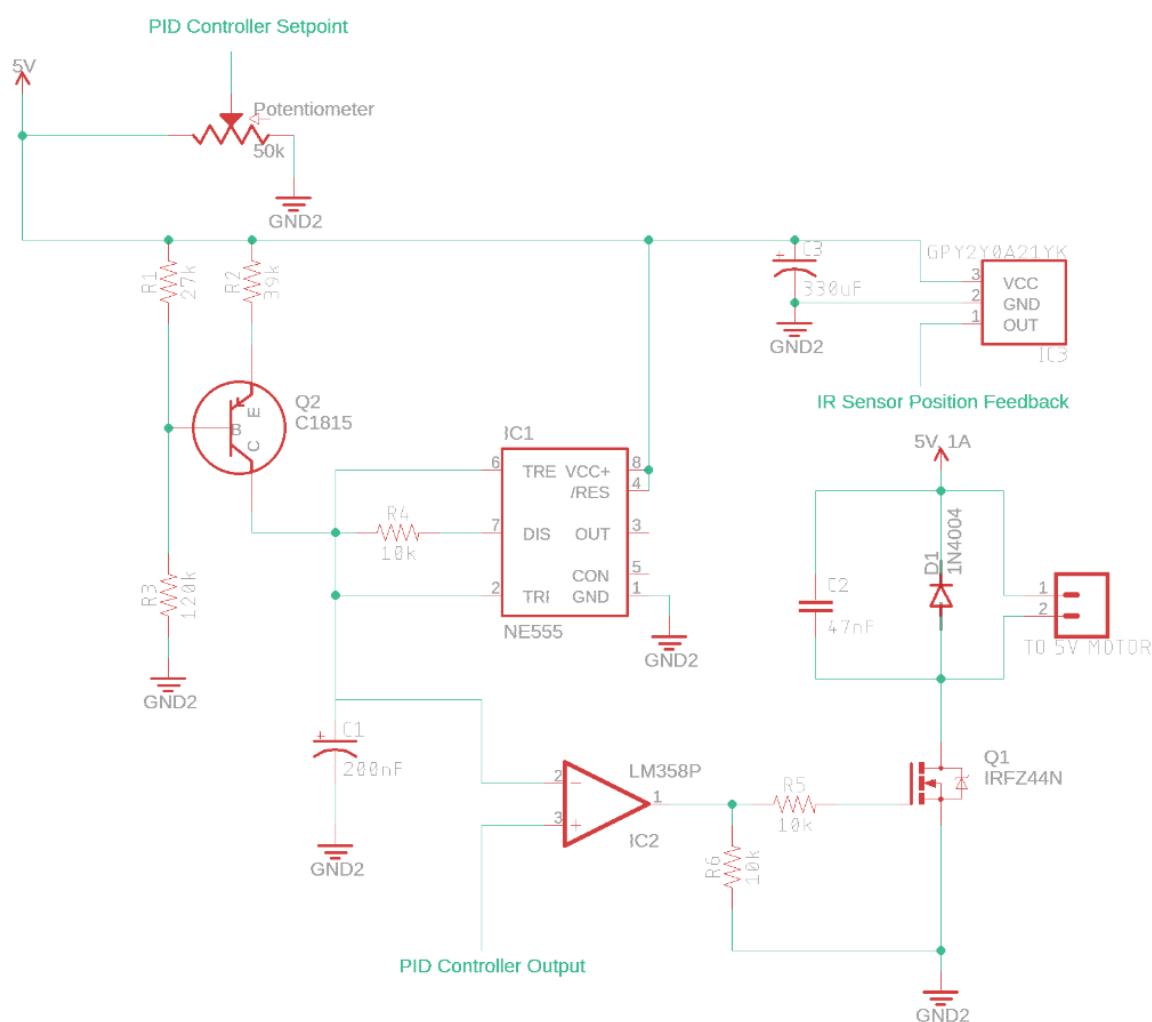 PID Controller Setpoint
5V
Potentiometer
50k
GND2
R1
27k
R2
39k
C3
330uF
GND2
GPY2Y0A21YK
3
VCC
2
GND
1
OUT
IC3
IR Sensor Position Feedback
Q2
C1815
B
E
C
IC1
6
TRE
VCC+
8
/RES
4
R4
10k
7
DIS
OUT
3
CON
5
2
TRI
GND
1
NE555
GND2
R3
120k
GND2
5V_1A
D1
1N4004
C2
47nF
1
2
TO 5V MOTOR
C1
200nF
GND2
LM358P
2
-
3
+
1
IC2
R5
10k
R6
10k
Q1
IRFZ44N
PID Controller Output
GND2